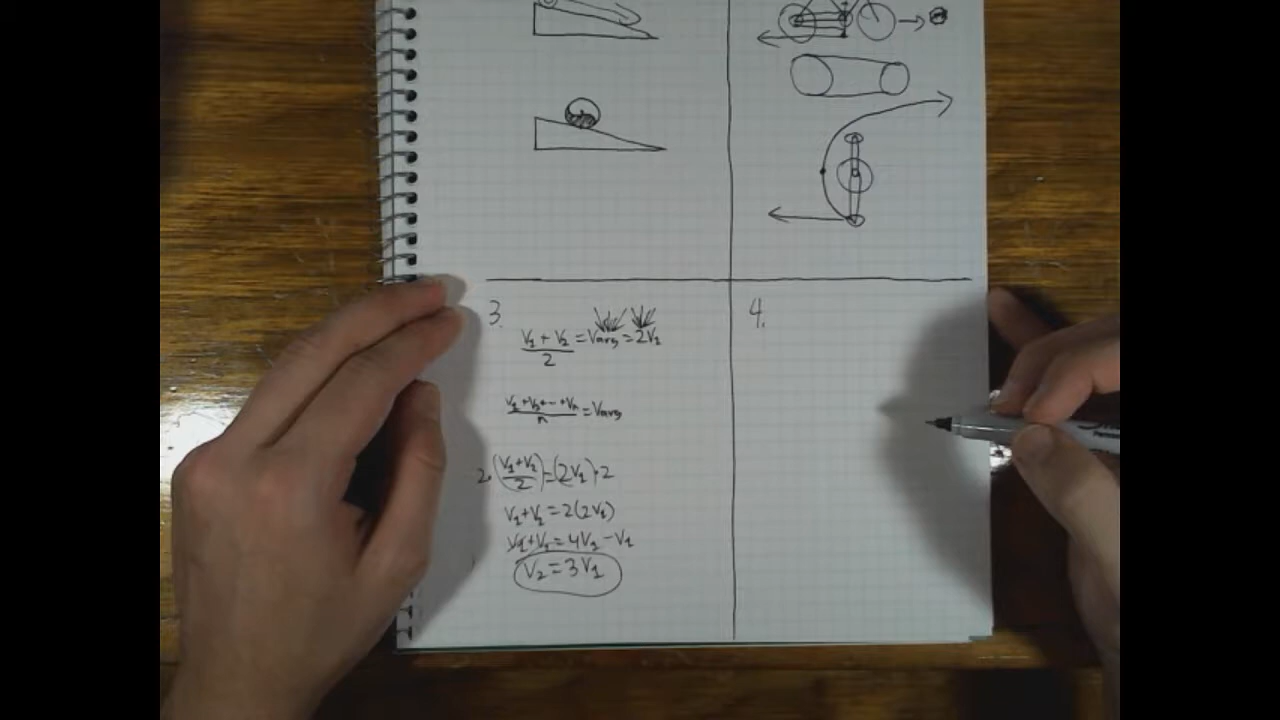 3.
(V₁ + V₂)/2 = Vavg = 2V₁
(V₁ + V₂ + ... + Vn)/n = Vavg
2·((V₁+V₂)/2) = (2V₁)·2
V₁+V₂ = 2(2V₁)
V₁+V₂ = 4V₁ - V₁
V₂ = 3V₁
4.